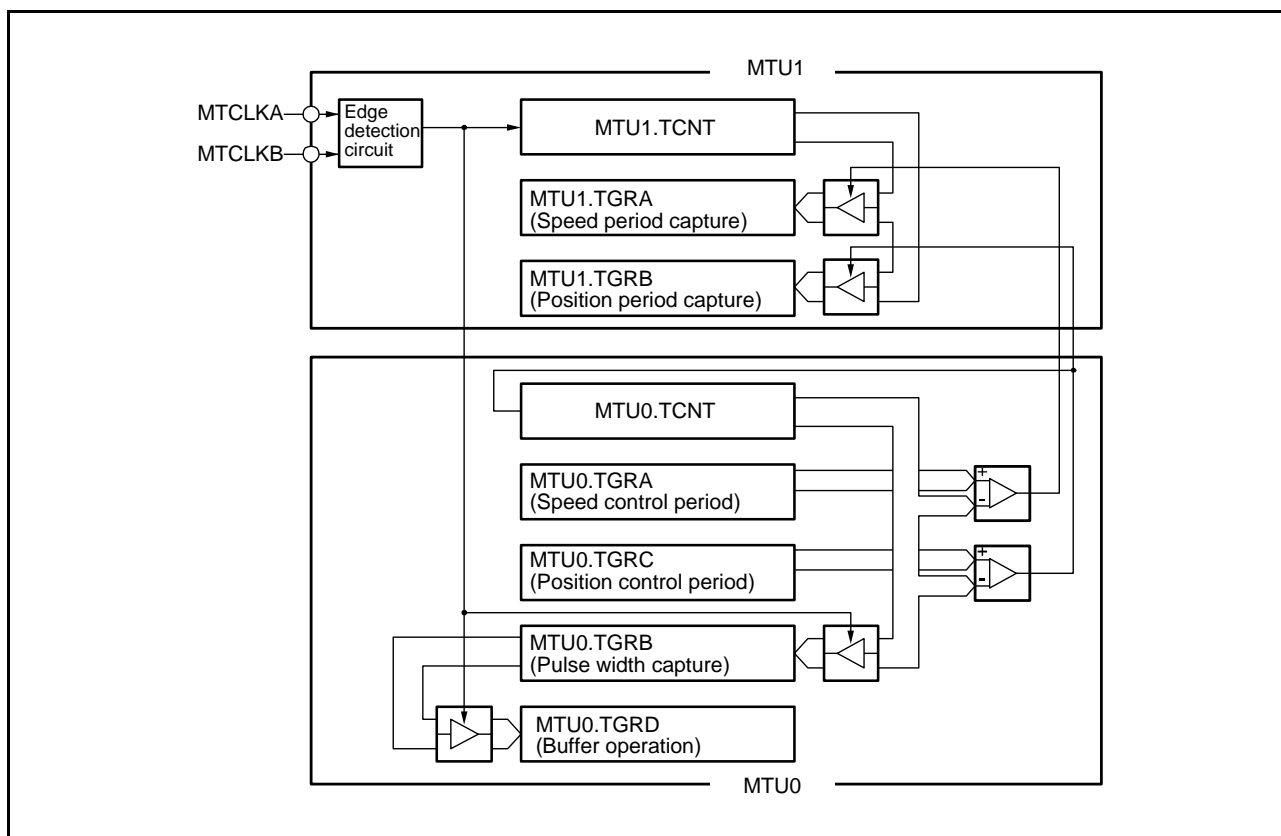 MTU1
MTCLKA
MTCLKB
Edge
detection
circuit
MTU1.TCNT
MTU1.TGRA
(Speed period capture)
MTU1.TGRB
(Position period capture)
MTU0.TCNT
MTU0.TGRA
(Speed control period)
+
-
MTU0.TGRC
(Position control period)
+
-
MTU0.TGRB
(Pulse width capture)
MTU0.TGRD
(Buffer operation)
MTU0